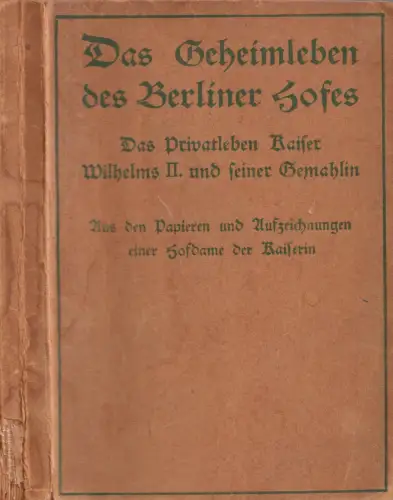 Das Geheimleben
des Berliner Hofes
Das Privatleben Kaiser
Wilhelms II. und seiner Gemahlin
Aus den Papieren und Aufzeichnungen
einer Hofdame der Kaiserin